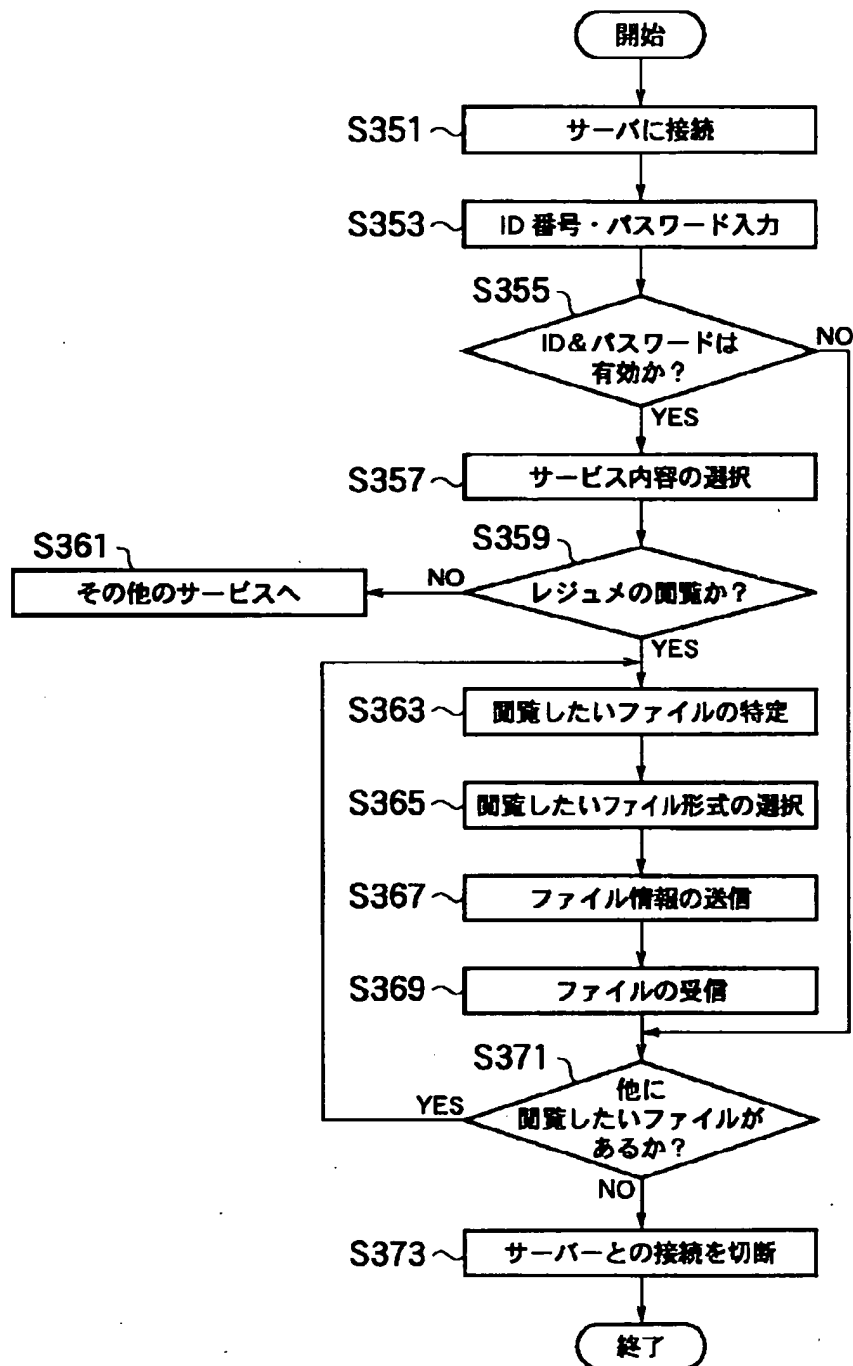 開始
S351
サーバに接続
S353
ID 番号・パスワード入力
S355
ID&パスワードは
有効か?
NO
YES
S357
サービス内容の選択
S359
レジュメの閲覧か?
NO
YES
S361
その他のサービスへ
S363
閲覧したいファイルの特定
S365
閲覧したいファイル形式の選択
S367
ファイル情報の送信
S369
ファイルの受信
S371
他に
閲覧したいファイルが
あるか?
YES
NO
S373
サーバーとの接続を切断
終了